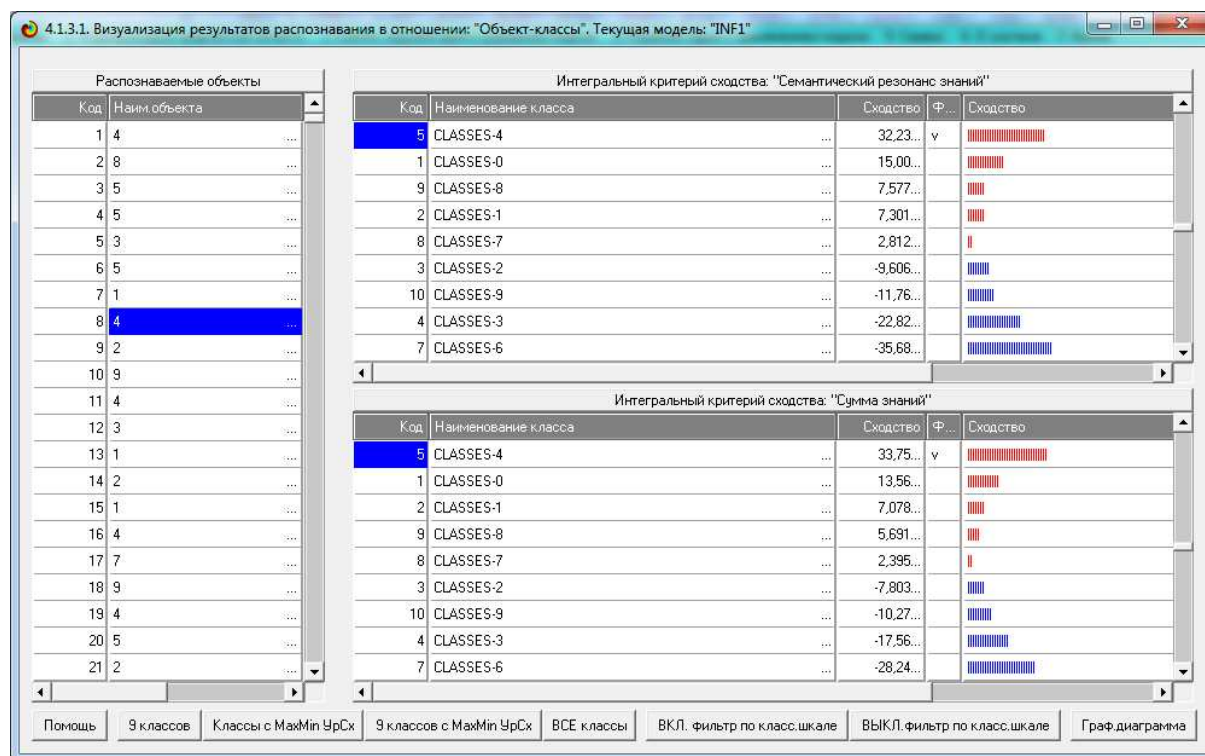 4.1.3.1. Визуализация результатов распознавания в отношении: "Объект-классы". Текущая модель: "INF1"
Распознаваемые объекты
Код Наим.объекта
1 4 ...
2 8 ...
3 5 ...
4 5 ...
5 3 ...
6 5 ...
7 1 ...
8 4 ...
9 2 ...
10 9 ...
11 4 ...
12 3 ...
13 1 ...
14 2 ...
15 1 ...
16 4 ...
17 7 ...
18 9 ...
19 4 ...
20 5 ...
21 2 ...
Интегральный критерий сходства: "Семантический резонанс знаний"
Код Наименование класса Сходство Ф... Сходство
5 CLASSES-4 ... 32,23... v
1 CLASSES-0 ... 15,00...
9 CLASSES-8 ... 7,577...
2 CLASSES-1 ... 7,301...
8 CLASSES-7 ... 2,812...
3 CLASSES-2 ... -9,606...
10 CLASSES-9 ... -11,76...
4 CLASSES-3 ... -22,82...
7 CLASSES-6 ... -35,68...
Интегральный критерий сходства: "Сумма знаний"
Код Наименование класса Сходство Ф... Сходство
5 CLASSES-4 ... 33,75... v
1 CLASSES-0 ... 13,56...
2 CLASSES-1 ... 7,078...
9 CLASSES-8 ... 5,691...
8 CLASSES-7 ... 2,395...
3 CLASSES-2 ... -7,803...
10 CLASSES-9 ... -10,27...
4 CLASSES-3 ... -17,56...
7 CLASSES-6 ... -28,24...
Помощь 9 классов Классы с MaxMin УрСх 9 классов с MaxMin УрСх ВСЕ классы ВКЛ. фильтр по класс.шкале ВЫКЛ.фильтр по класс.шкале Граф.диаграмма